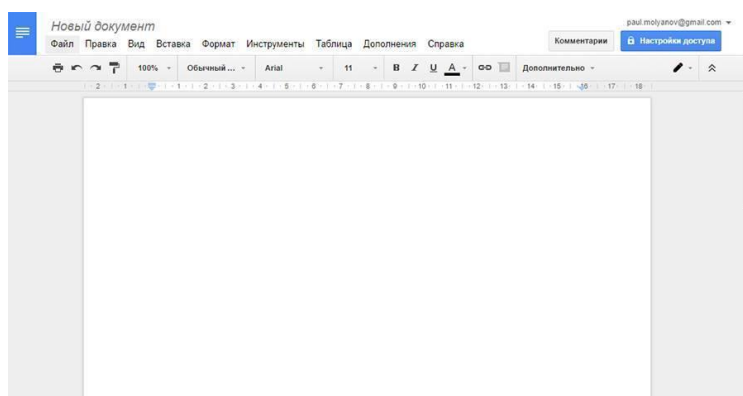 Новый документ
paul.molyanov@gmail.com
Файл Правка Вид Вставка Формат Инструменты Таблица Дополнения Справка
Комментарии Настройки доступа
100% Обычный ... Arial 11 B I U A Дополнительно
2 1 1 2 3 4 5 6 7 8 9 10 11 12 13 14 15 16 17 18